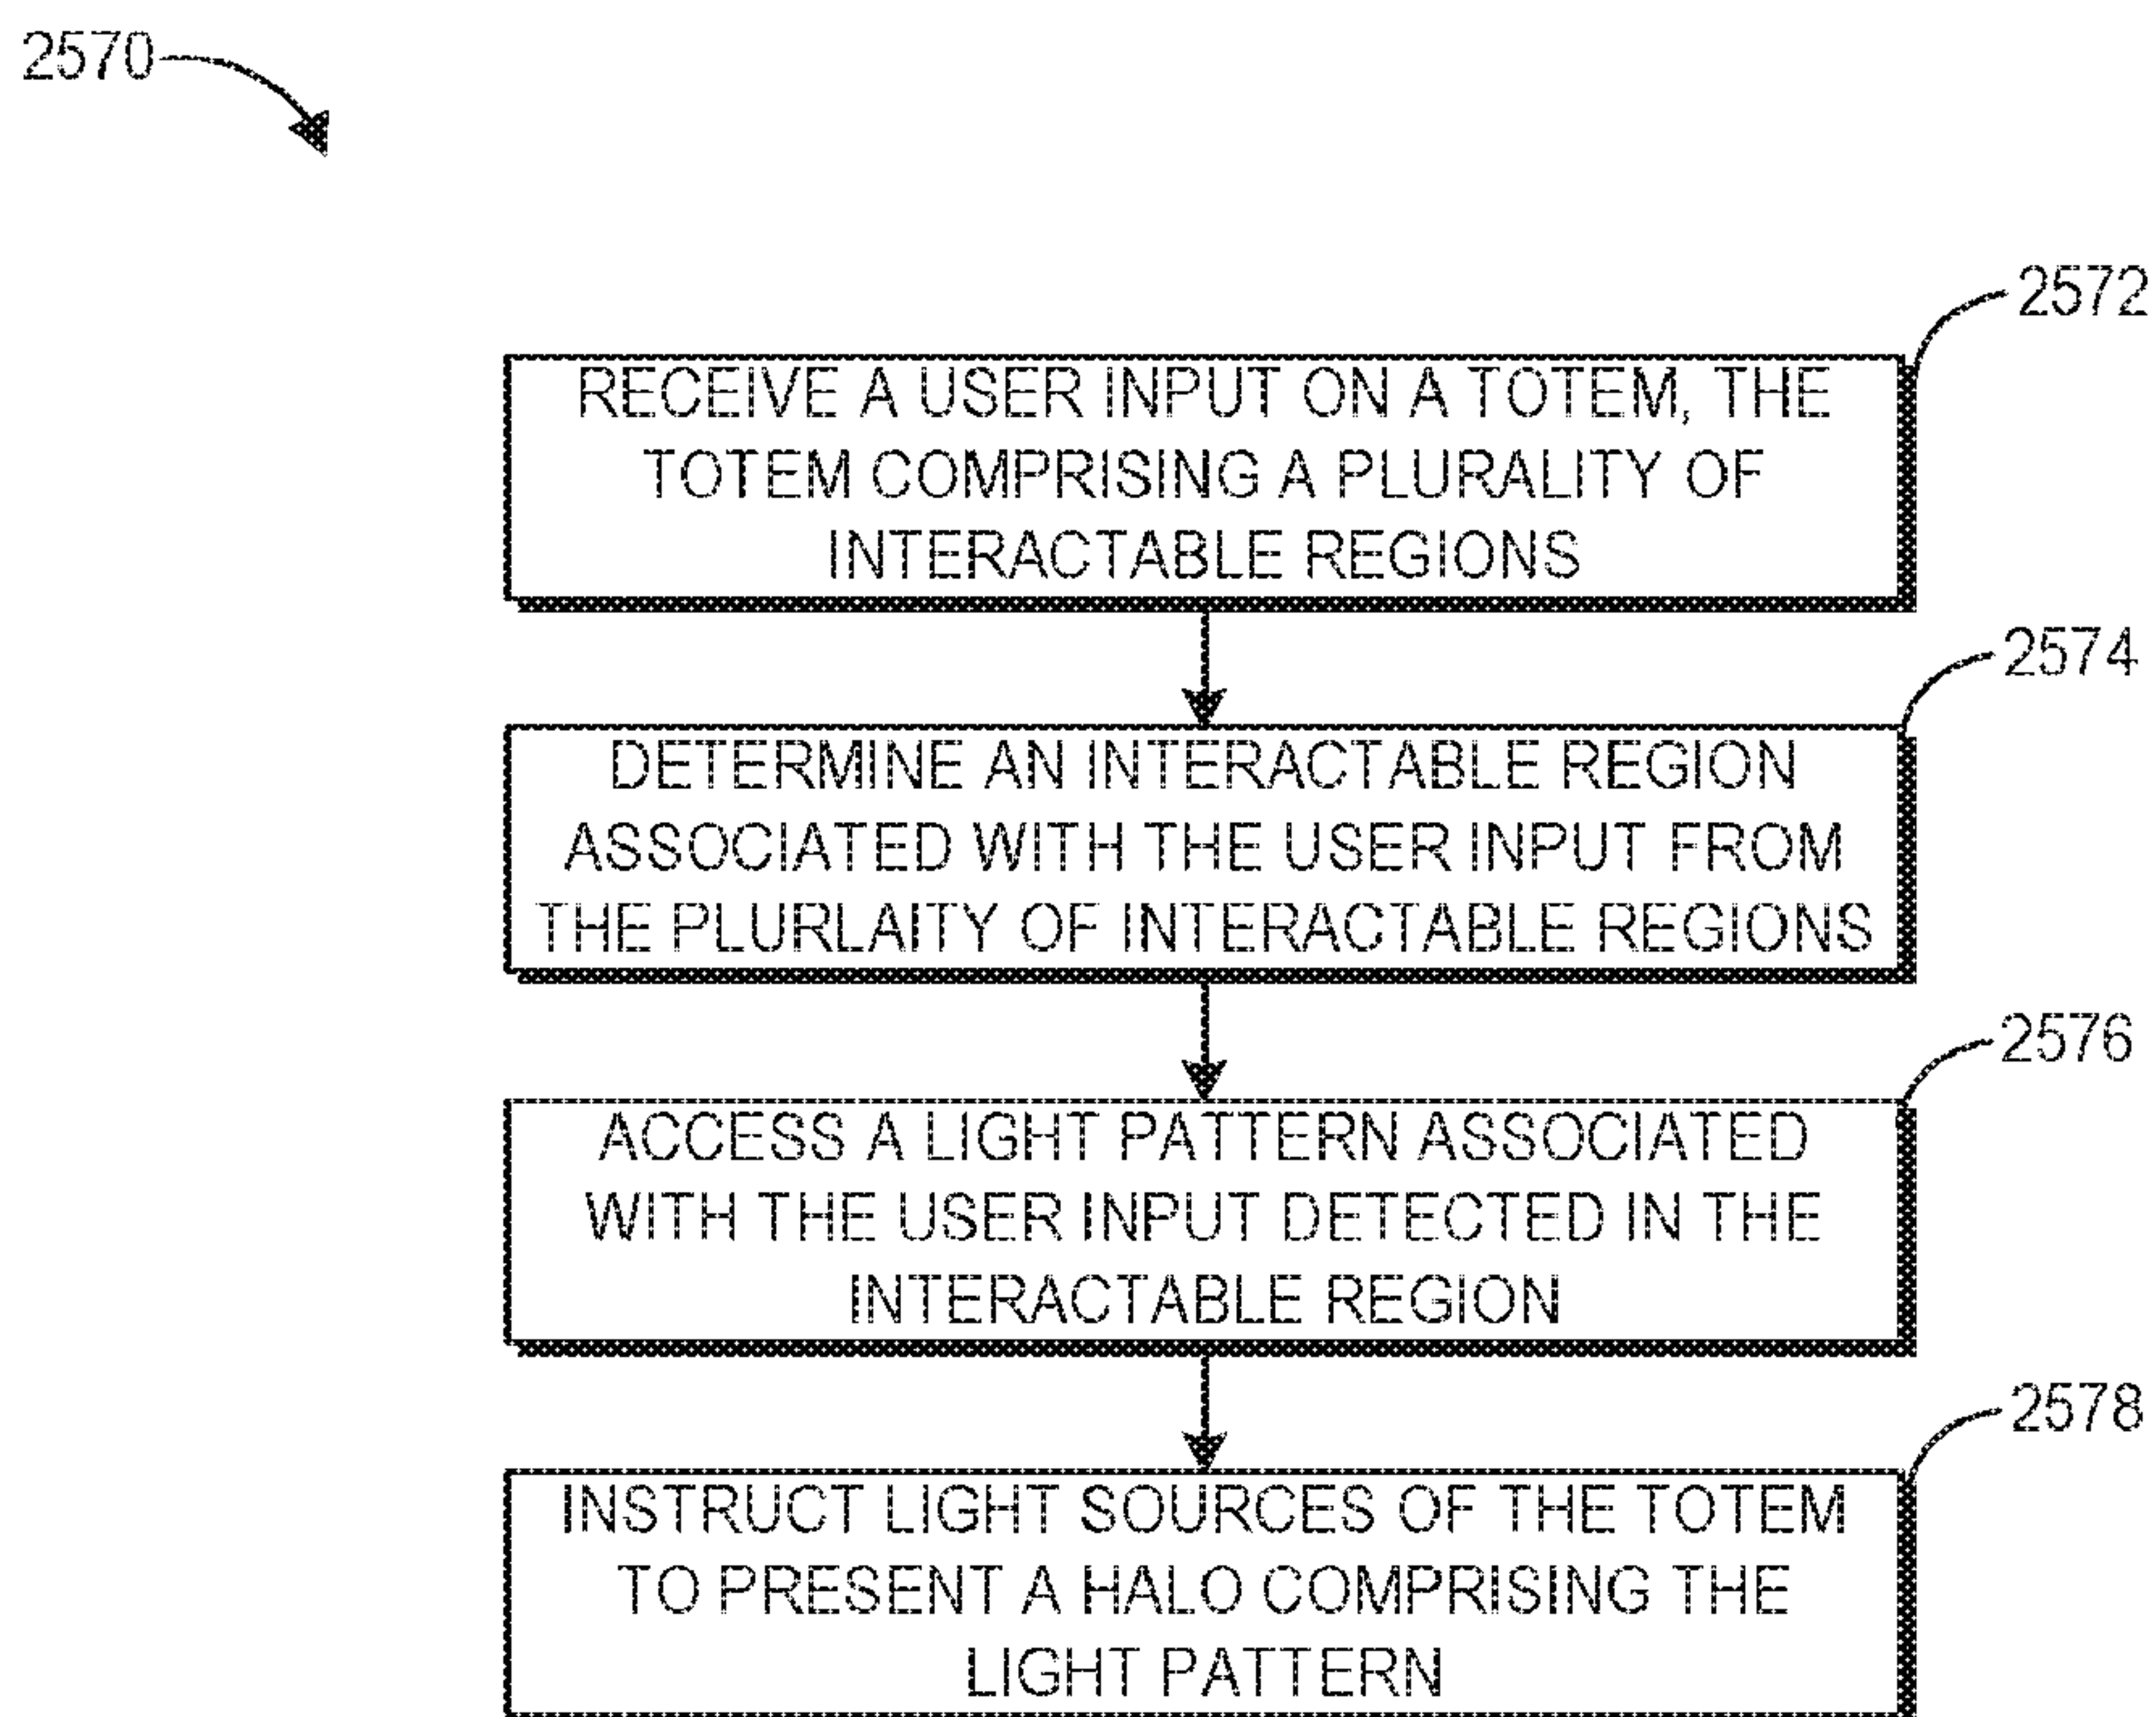 2570
2572
RECEIVE A USER INPUT ON A TOTEM, THE
TOTEM COMPRISING A PLURALITY OF
INTERACTABLE REGIONS
2574
DETERMINE AN INTERACTABLE REGION
ASSOCIATED WITH THE USER INPUT FROM
THE PLURLAITY OF INTERACTABLE REGIONS
2576
ACCESS A LIGHT PATTERN ASSOCIATED
WITH THE USER INPUT DETECTED IN THE
INTERACTABLE REGION
2578
INSTRUCT LIGHT SOURCES OF THE TOTEM
TO PRESENT A HALO COMPRISING THE
LIGHT PATTERN